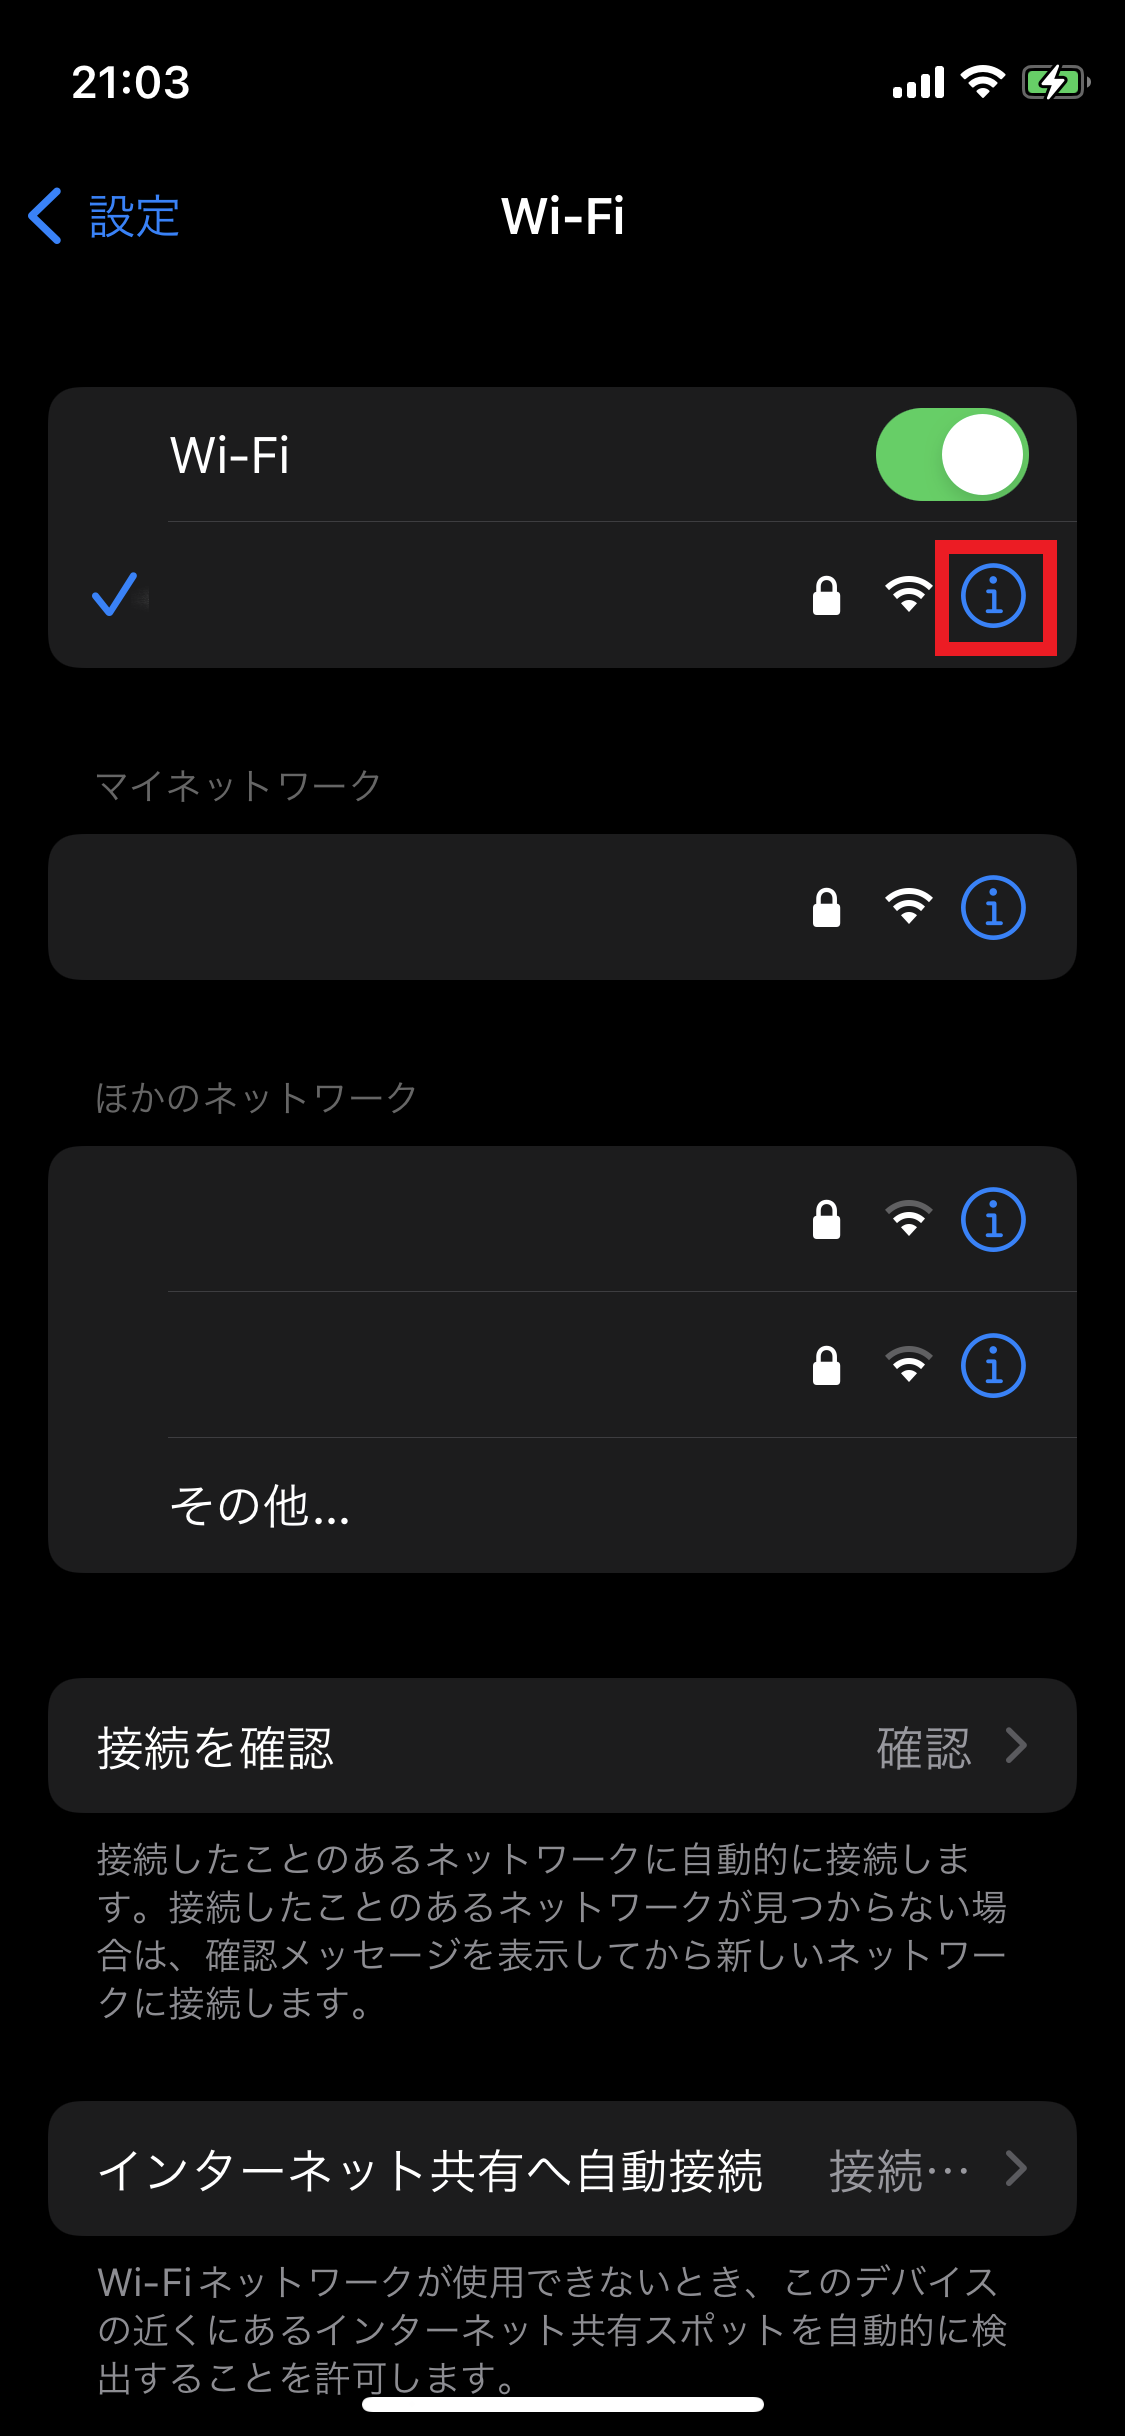 21:03
設定
Wi-Fi
Wi-Fi
マイネットワーク
ほかのネットワーク
その他...
接続を確認
確認
接続したことのあるネットワークに自動的に接続しま
す。接続したことのあるネットワークが見つからない場
合は、確認メッセージを表示してから新しいネットワー
クに接続します。
インターネット共有へ自動接続
接続…
Wi-Fiネットワークが使用できないとき、このデバイス
の近くにあるインターネット共有スポットを自動的に検
出することを許可します。